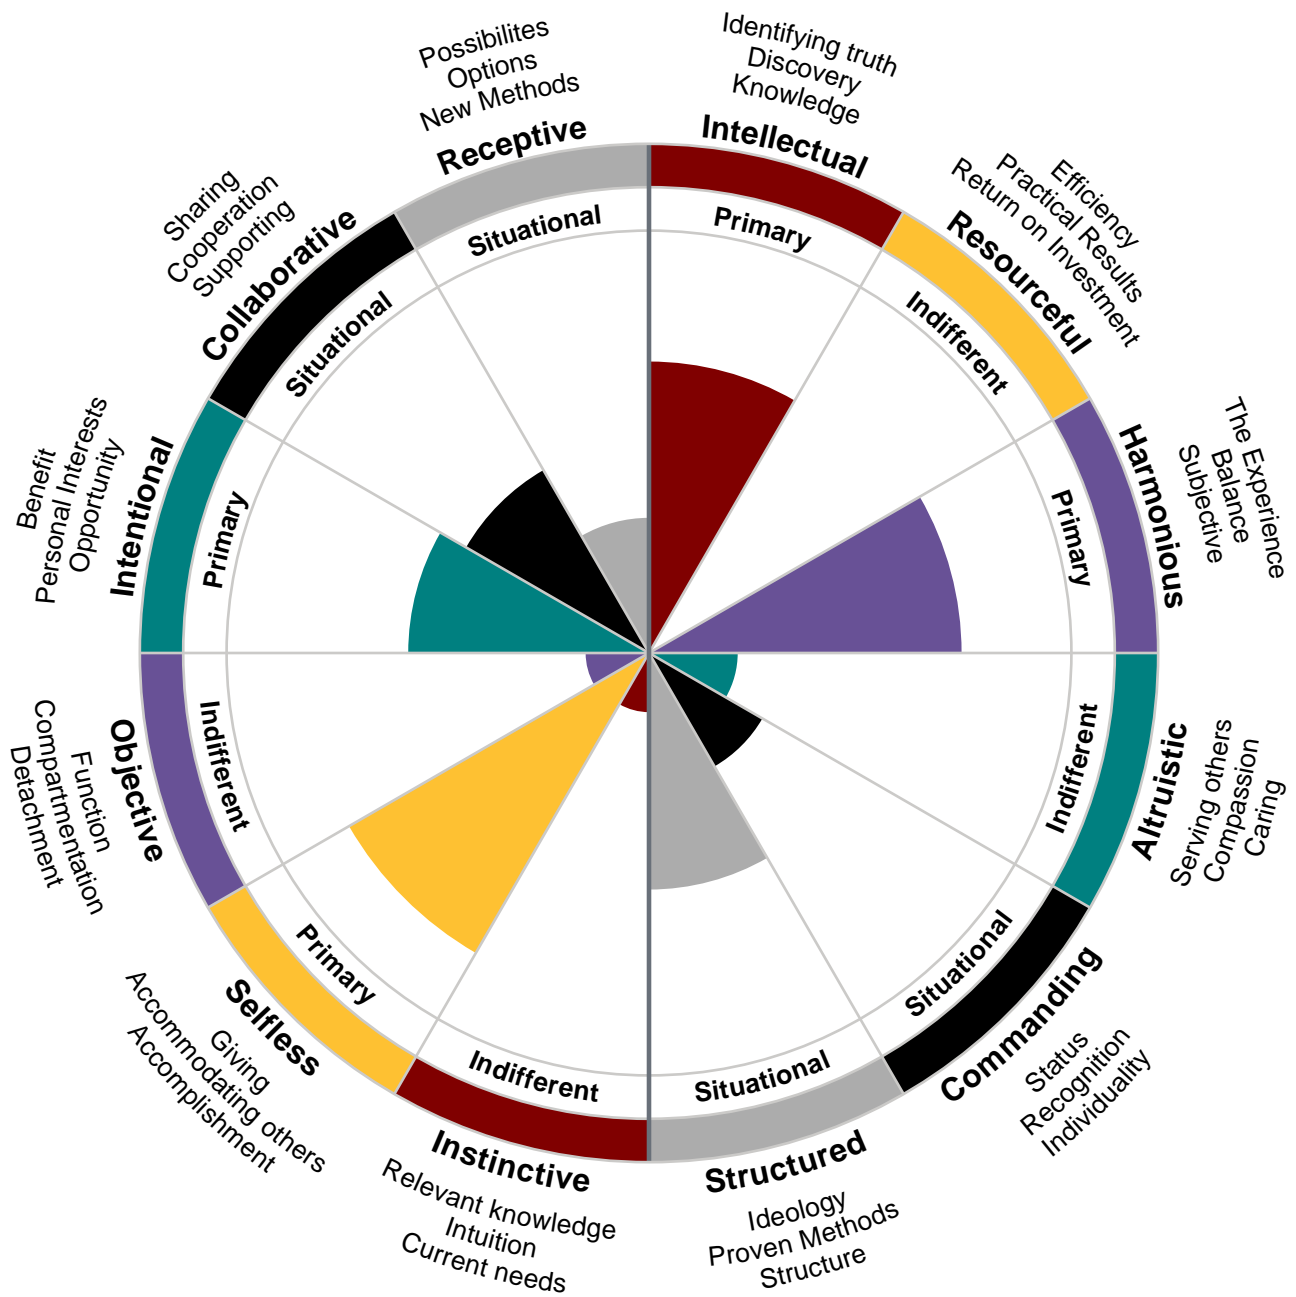 Possibilites
Options
New Methods
Receptive
Situational
Identifying truth
Discovery
Knowledge
Intellectual
Primary
Efficiency
Practical Results
Return on Investment
Resourceful
Indifferent
The Experience
Balance
Subjective
Harmonious
Primary
Altruistic
Indifferent
Serving others
Compassion
Caring
Commanding
Situational
Status
Recognition
Individuality
Situational
Structured
Ideology
Proven Methods
Structure
Indifferent
Instinctive
Relevant knowledge
Intuition
Current needs
Primary
Selfless
Giving
Accommodating others
Accomplishment
Indifferent
Objective
Function
Compartmentation
Detachment
Benefit
Personal Interests
Opportunity
Intentional
Primary
Sharing
Cooperation
Supporting
Collaborative
Situational